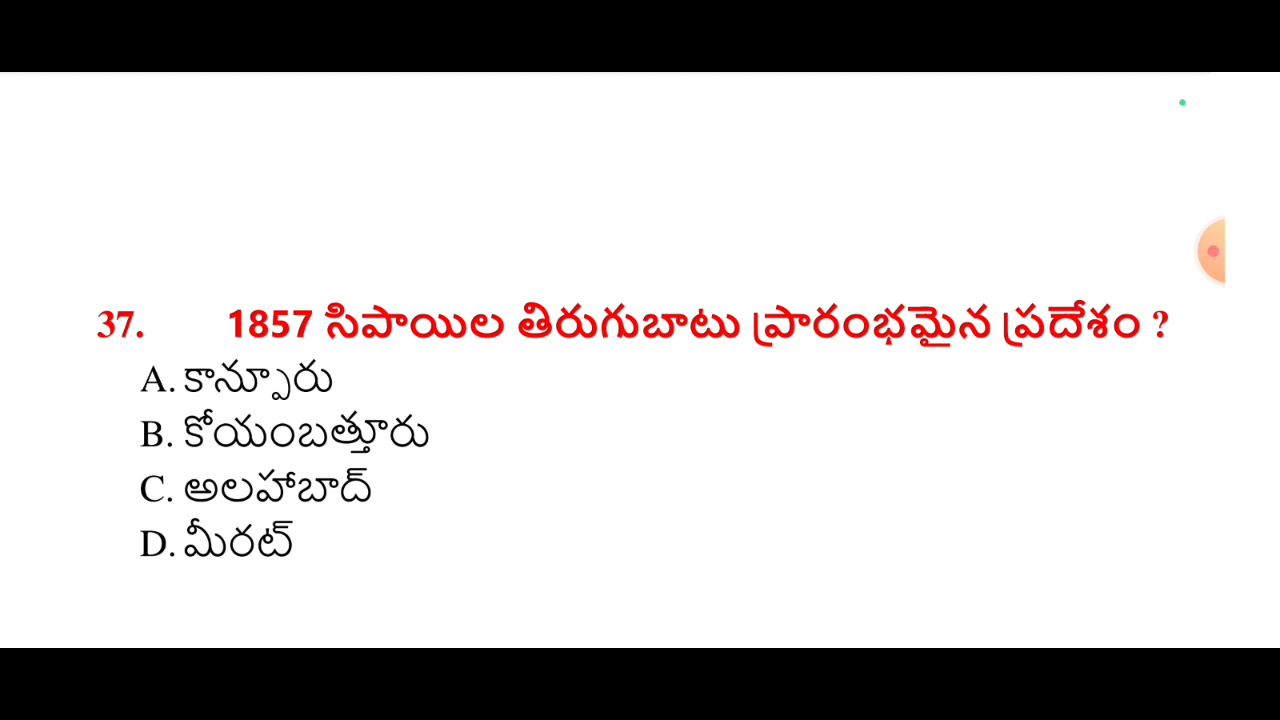 37. 1857 సిపాయిల తిరుగుబాటు ప్రారంభమైన ప్రదేశం ?
A. కాన్పూరు
B. కోయంబత్తూరు
C. అలహాబాద్
D. మీరట్